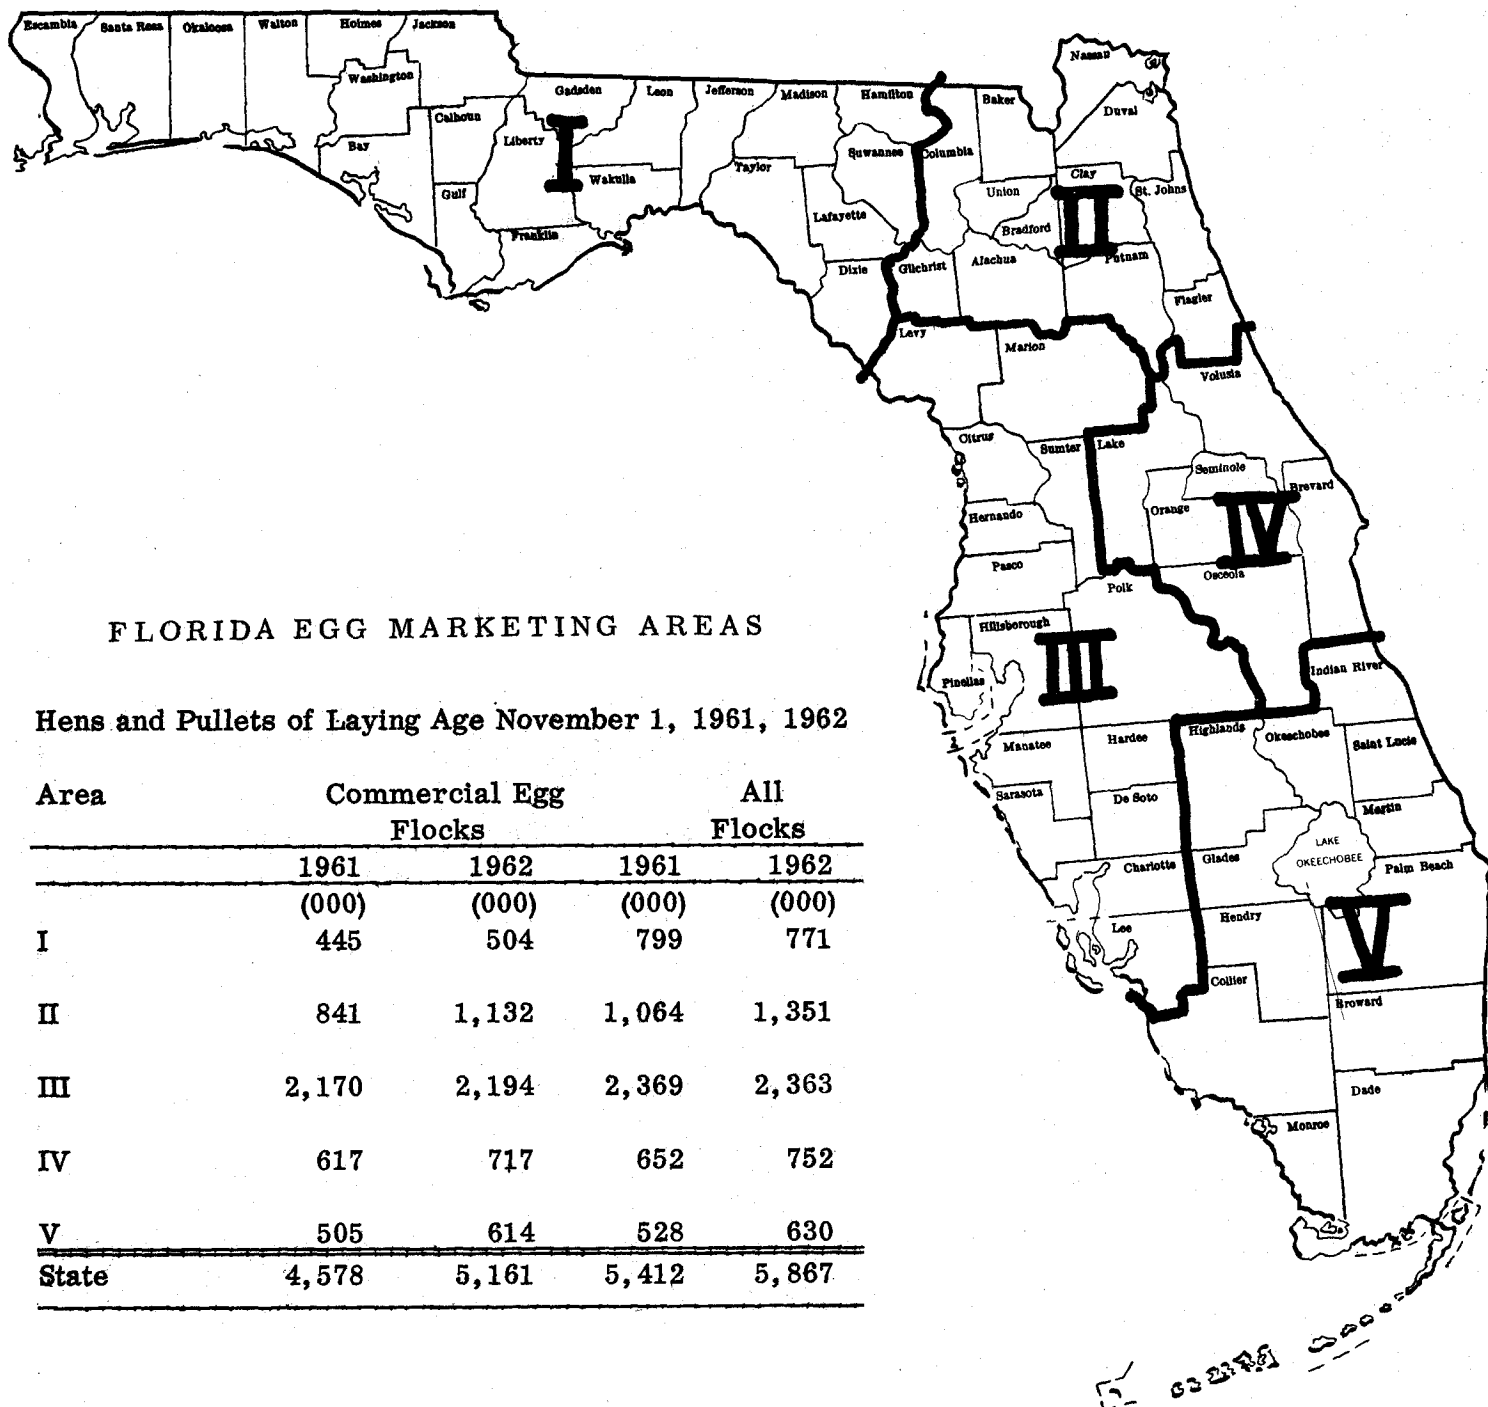 Escambia Santa Rosa Okaloosa Walton Holmes Jackson
Washington
Gadsden Leon Jefferson Madison Hamilton
Baker
Nassau
Duval
Calhoun
Liberty
Bay
Gulf
I
Wakulla
Franklin
Taylor
Suwannee
Columbia
Lafayette
Dixie
Union
Bradford
Clay
St. Johns
II
Putnam
Gilchrist
Alachua
Flagler
Levy
Marion
Volusia
Citrus
Sumter
Lake
Seminole
Brevard
Orange
IV
Hernando
Pasco
Osceola
Polk
Hillsborough
III
Pinellas
Indian River
Manatee
Hardee
Highlands
Okeechobee
Saint Lucie
Sarasota
De Soto
Martin
LAKE
OKEECHOBEE
Charlotte
Glades
Palm Beach
Hendry
Lee
V
Collier
Broward
Dade
Monroe
FLORIDA EGG MARKETING AREAS
Hens and Pullets of Laying Age November 1, 1961, 1962
Area Commercial Egg All
Flocks Flocks
1961 1962 1961 1962
(000) (000) (000) (000)
I 445 504 799 771
II 841 1,132 1,064 1,351
III 2,170 2,194 2,369 2,363
IV 617 717 652 752
V 505 614 528 630
State 4,578 5,161 5,412 5,867